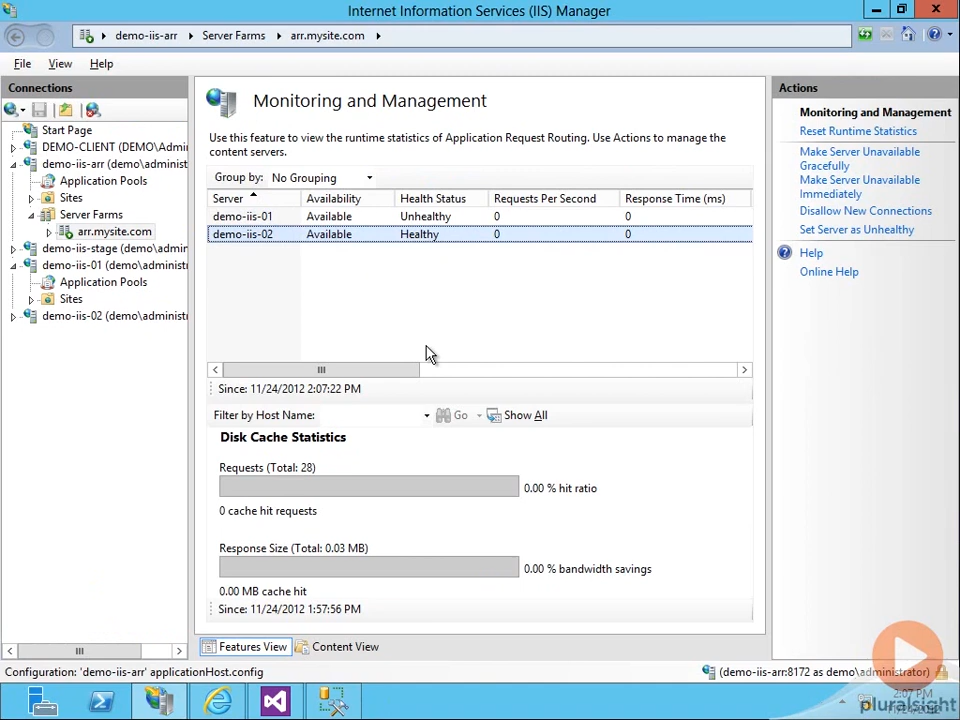 Internet Information Services (IIS) Manager
demo-iis-arr
Server Farms
arr.mysite.com
File
View
Help
Connections
Start Page
DEMO-CLIENT (DEMO\Admi
demo-iis-arr (demo\administ
Application Pools
Sites
Server Farms
arr.mysite.com
demo-iis-stage (demo\admin
demo-iis-01 (demo\administr
Application Pools
Sites
demo-iis-02 (demo\administr
Monitoring and Management
Use this feature to view the runtime statistics of Application Request Routing. Use Actions to manage the
content servers.
Group by: No Grouping
Server Availability Health Status Requests Per Second Response Time (ms)
demo-iis-01 Available Unhealthy 0 0
demo-iis-02 Available Healthy 0 0
Since: 11/24/2012 2:07:22 PM
Filter by Host Name: Go Show All
Disk Cache Statistics
Requests (Total: 28)
0.00 % hit ratio
0 cache hit requests
Response Size (Total: 0.03 MB)
0.00 % bandwidth savings
0.00 MB cache hit
Since: 11/24/2012 1:57:56 PM
Features View
Content View
Actions
Monitoring and Management
Reset Runtime Statistics
Make Server Unavailable
Gracefully
Make Server Unavailable
Immediately
Disallow New Connections
Set Server as Unhealthy
Help
Online Help
Configuration: 'demo-iis-arr' applicationHost.config
(demo-iis-arr:8172 as demo\administrator)
2:07 PM
pluralsight